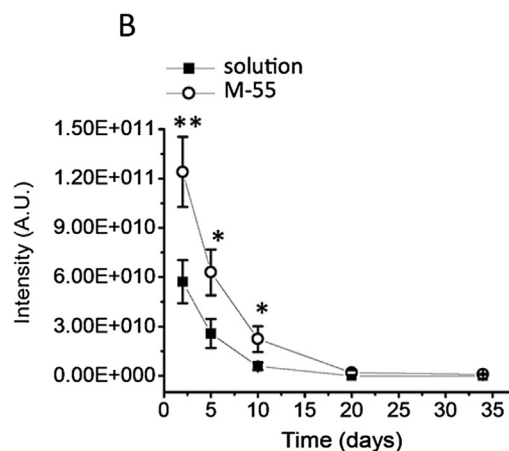 B
solution
M-55
**
*
*
1.50E+011
1.20E+011
9.00E+010
6.00E+010
3.00E+010
0.00E+000
Intensity (A.U.)
0 5 10 15 20 25 30 35
Time (days)